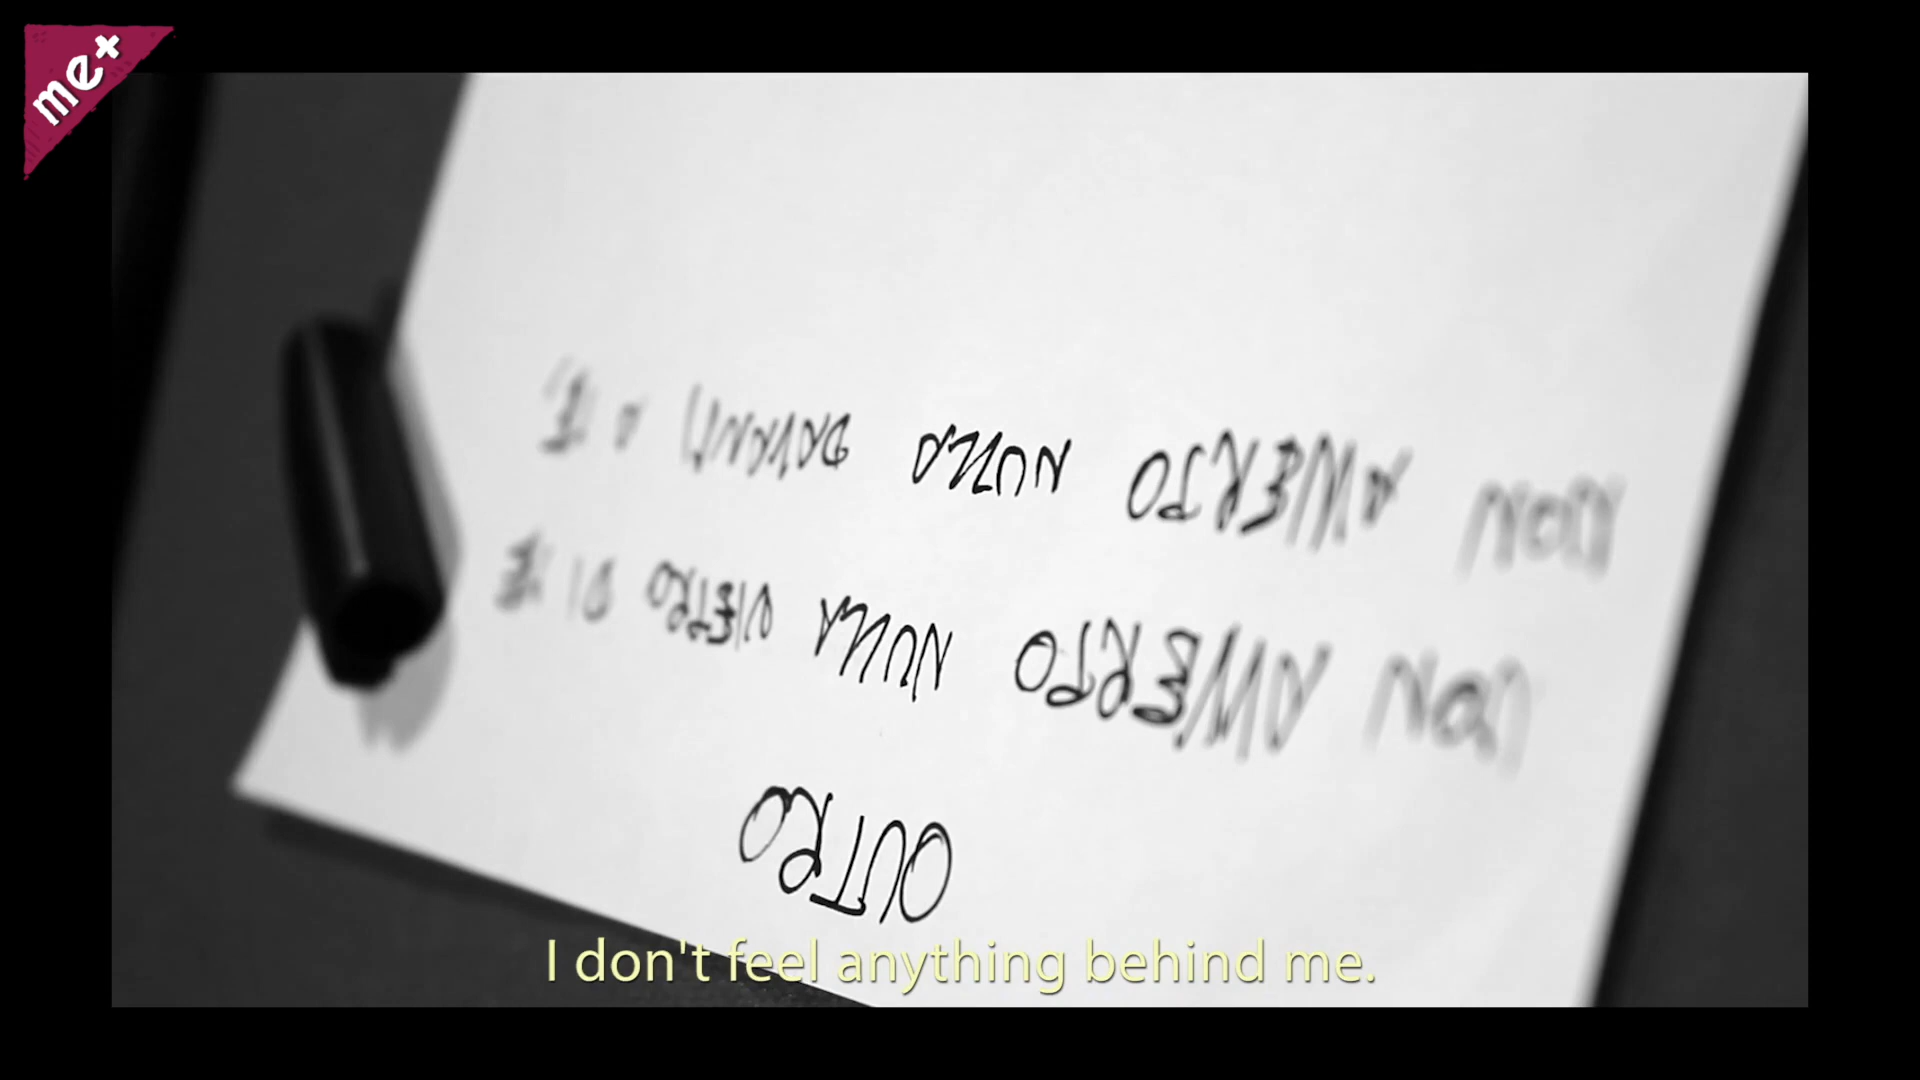 me+
OUTRO
NON AVVERTO NULLA DIETRO DI ME
NON AVVERTO NULLA DAVANTI A ME
I don't feel anything behind me.